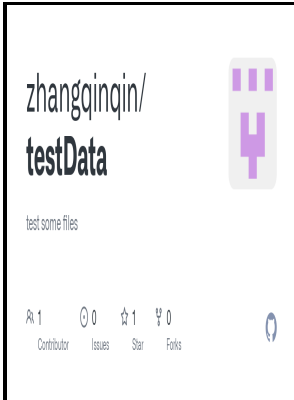 zhangqinqin/
testData
test some files
1 0 1 0
Contributor Issues Star Forks